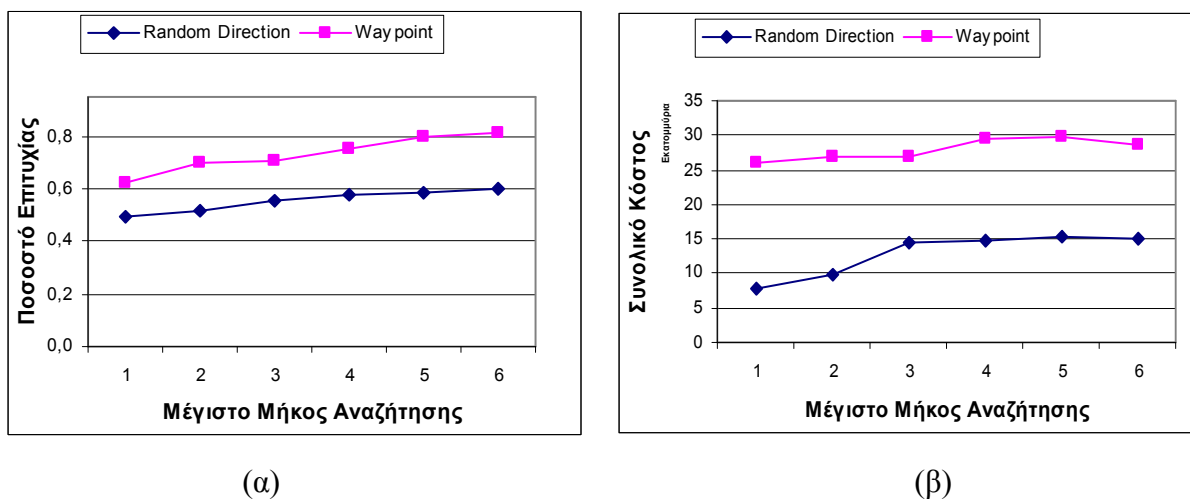 Random Direction Way point
Ποσοστό Επιτυχίας
0,8
0,6
0,4
0,2
0,0
1 2 3 4 5 6
Μέγιστο Μήκος Αναζήτησης
(α)
Random Direction Way point
Συνολικό Κόστος
Εκατομμύρια
35
30
25
20
15
10
5
0
1 2 3 4 5 6
Μέγιστο Μήκος Αναζήτησης
(β)